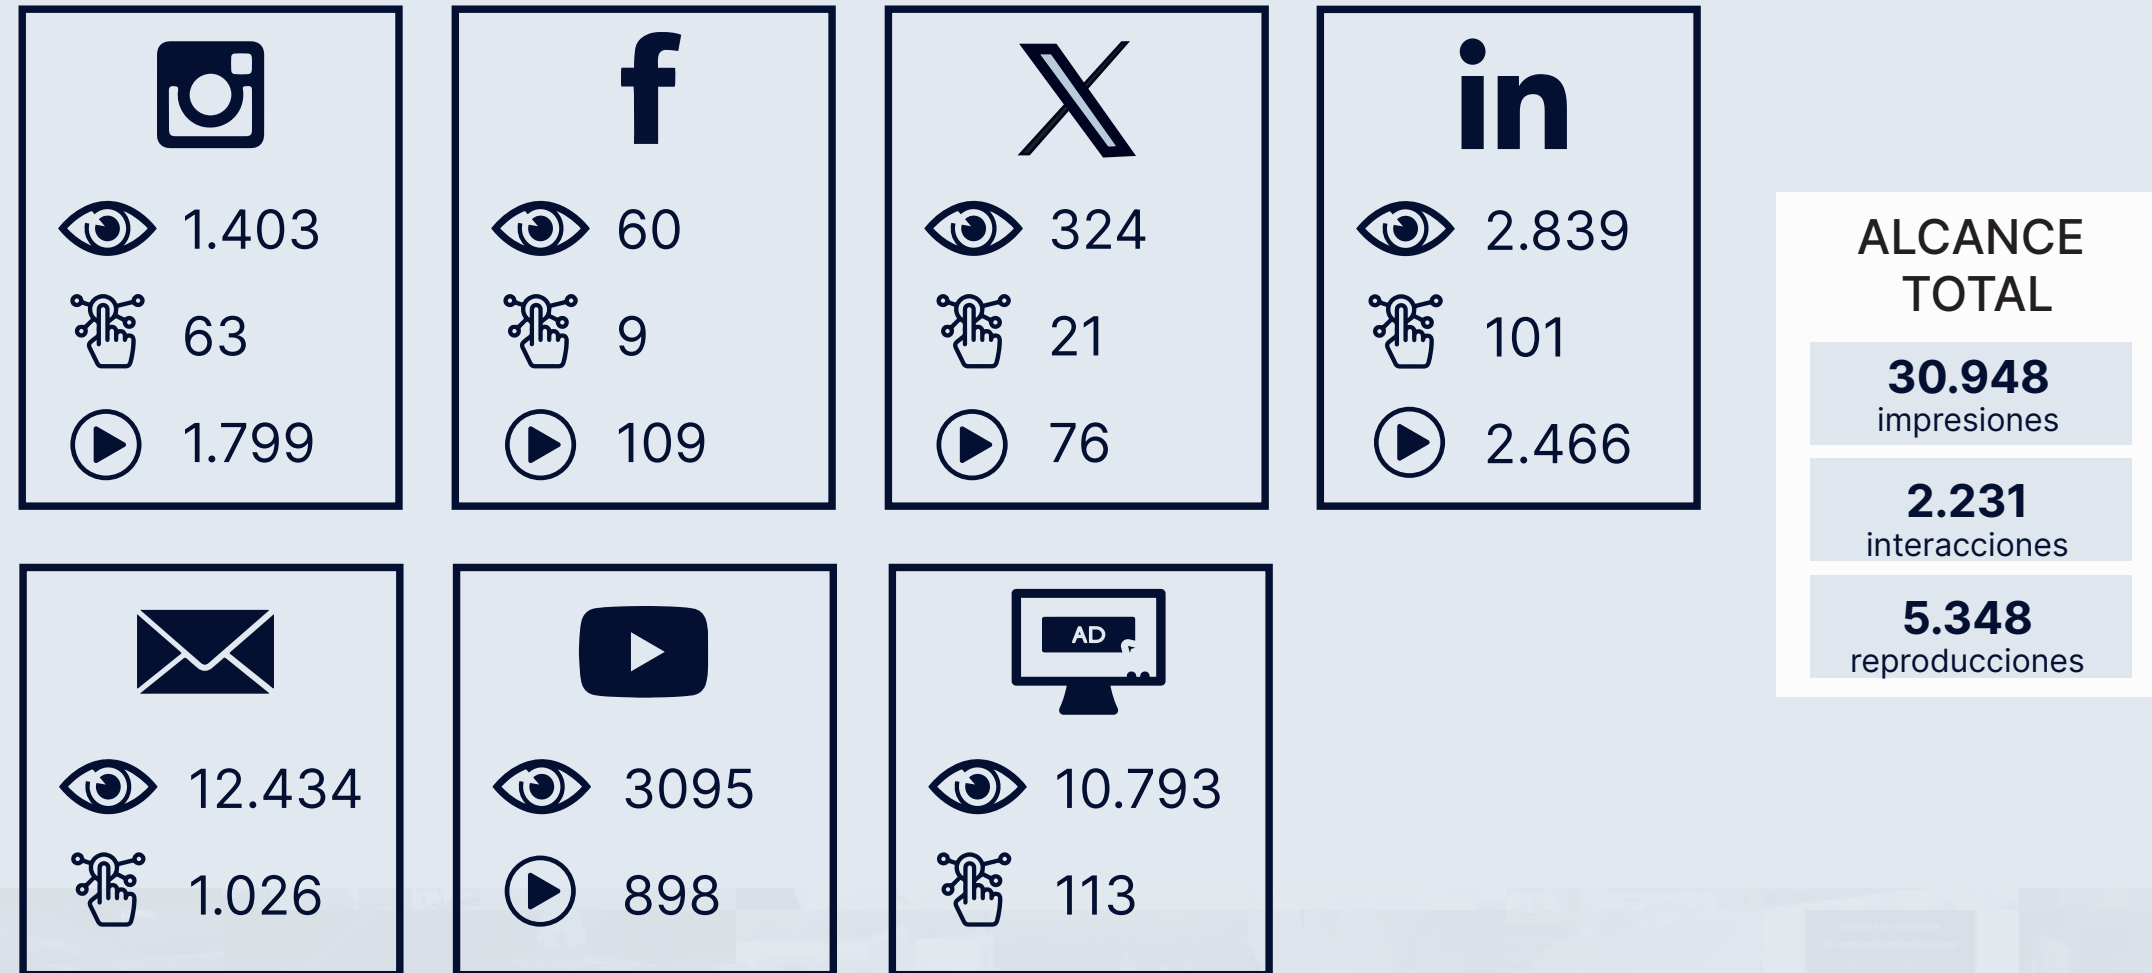 f
X
in
1.403
60
324
2.839
63
9
21
101
1.799
109
76
2.466
ALCANCE
TOTAL
30.948
impresiones
2.231
interacciones
5.348
reproducciones
AD
12.434
3095
10.793
1.026
898
113